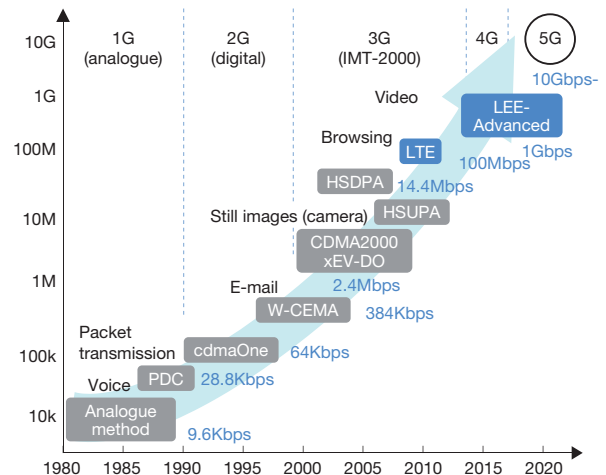 1G
(analogue)
2G
(digital)
3G
(IMT-2000)
4G
5G
10G
1G
100M
10M
1M
100k
10k
10Gbps-
Video
LEE-
Advanced
1Gbps
Browsing
LTE
100Mbps
HSDPA
14.4Mbps
Still images (camera)
HSUPA
CDMA2000
xEV-DO
2.4Mbps
E-mail
W-CEMA
384Kbps
Packet
transmission
cdmaOne
64Kbps
PDC
28.8Kbps
Voice
Analogue
method
9.6Kbps
1980
1985
1990
1995
2000
2005
2010
2015
2020